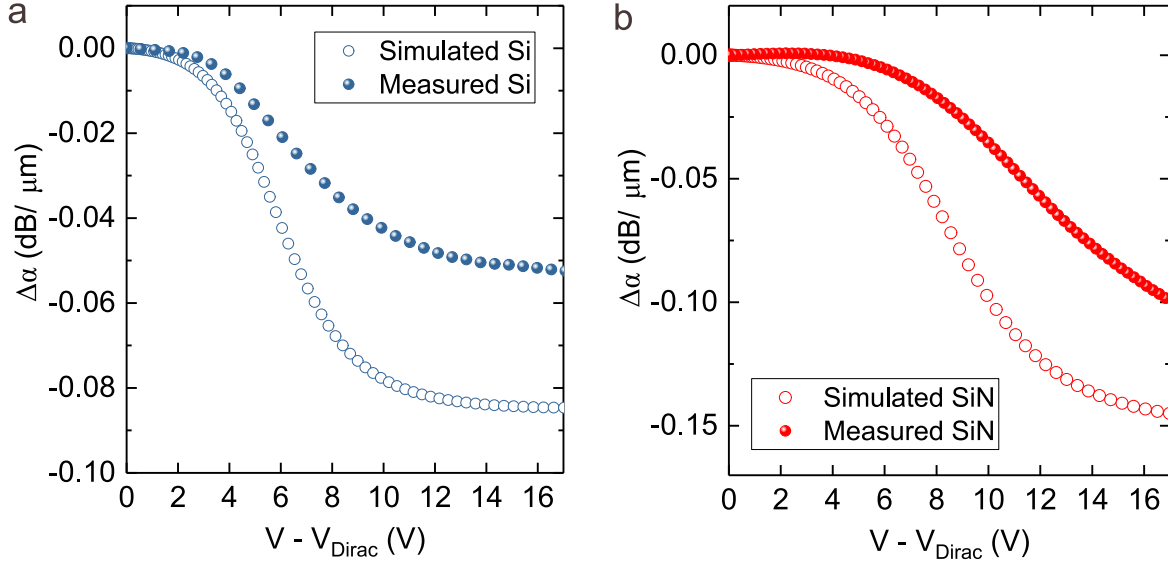 a
0.00
-0.02
-0.04
-0.06
-0.08
-0.10
Δα (dB/ μm)
Simulated Si
Measured Si
0 2 4 6 8 10 12 14 16
V - V_Dirac (V)
b
0.00
-0.05
-0.10
-0.15
Δα (dB/ μm)
Simulated SiN
Measured SiN
0 2 4 6 8 10 12 14 16
V - V_Dirac (V)